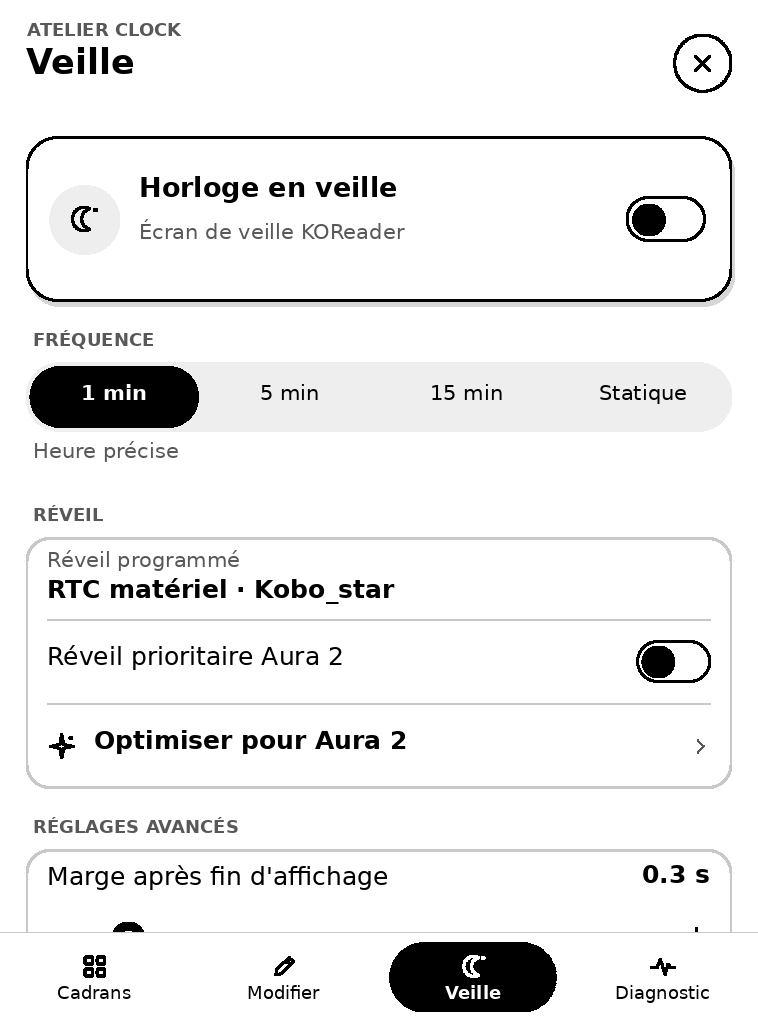 ATELIER CLOCK
Veille
Horloge en veille
Écran de veille KOReader
FRÉQUENCE
1 min
5 min
15 min
Statique
Heure précise
RÉVEIL
Réveil programmé
RTC matériel · Kobo_star
Réveil prioritaire Aura 2
Optimiser pour Aura 2
RÉGLAGES AVANCÉS
Marge après fin d'affichage
0.3 s
Cadrans
Modifier
Veille
Diagnostic